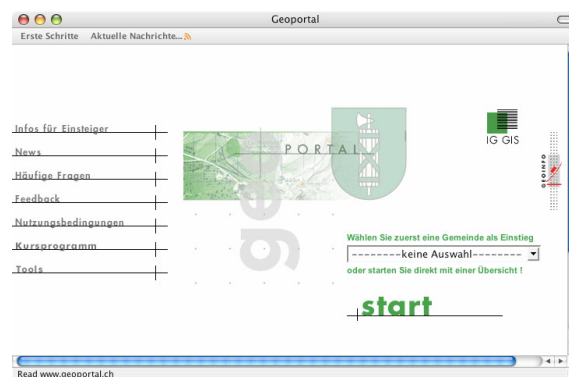 Geoportal
Erste Schritte Aktuelle Nachrichte...
Infos für Einsteiger
News
Häufige Fragen
Feedback
Nutzungsbedingungen
Kursprogramm
Tools
geo
PORTAL
IG GIS
GEOINFO
Wählen Sie zuerst eine Gemeinde als Einstieg
--------keine Auswahl-------
oder starten Sie direkt mit einer Übersicht !
start
Read www.geoportal.ch